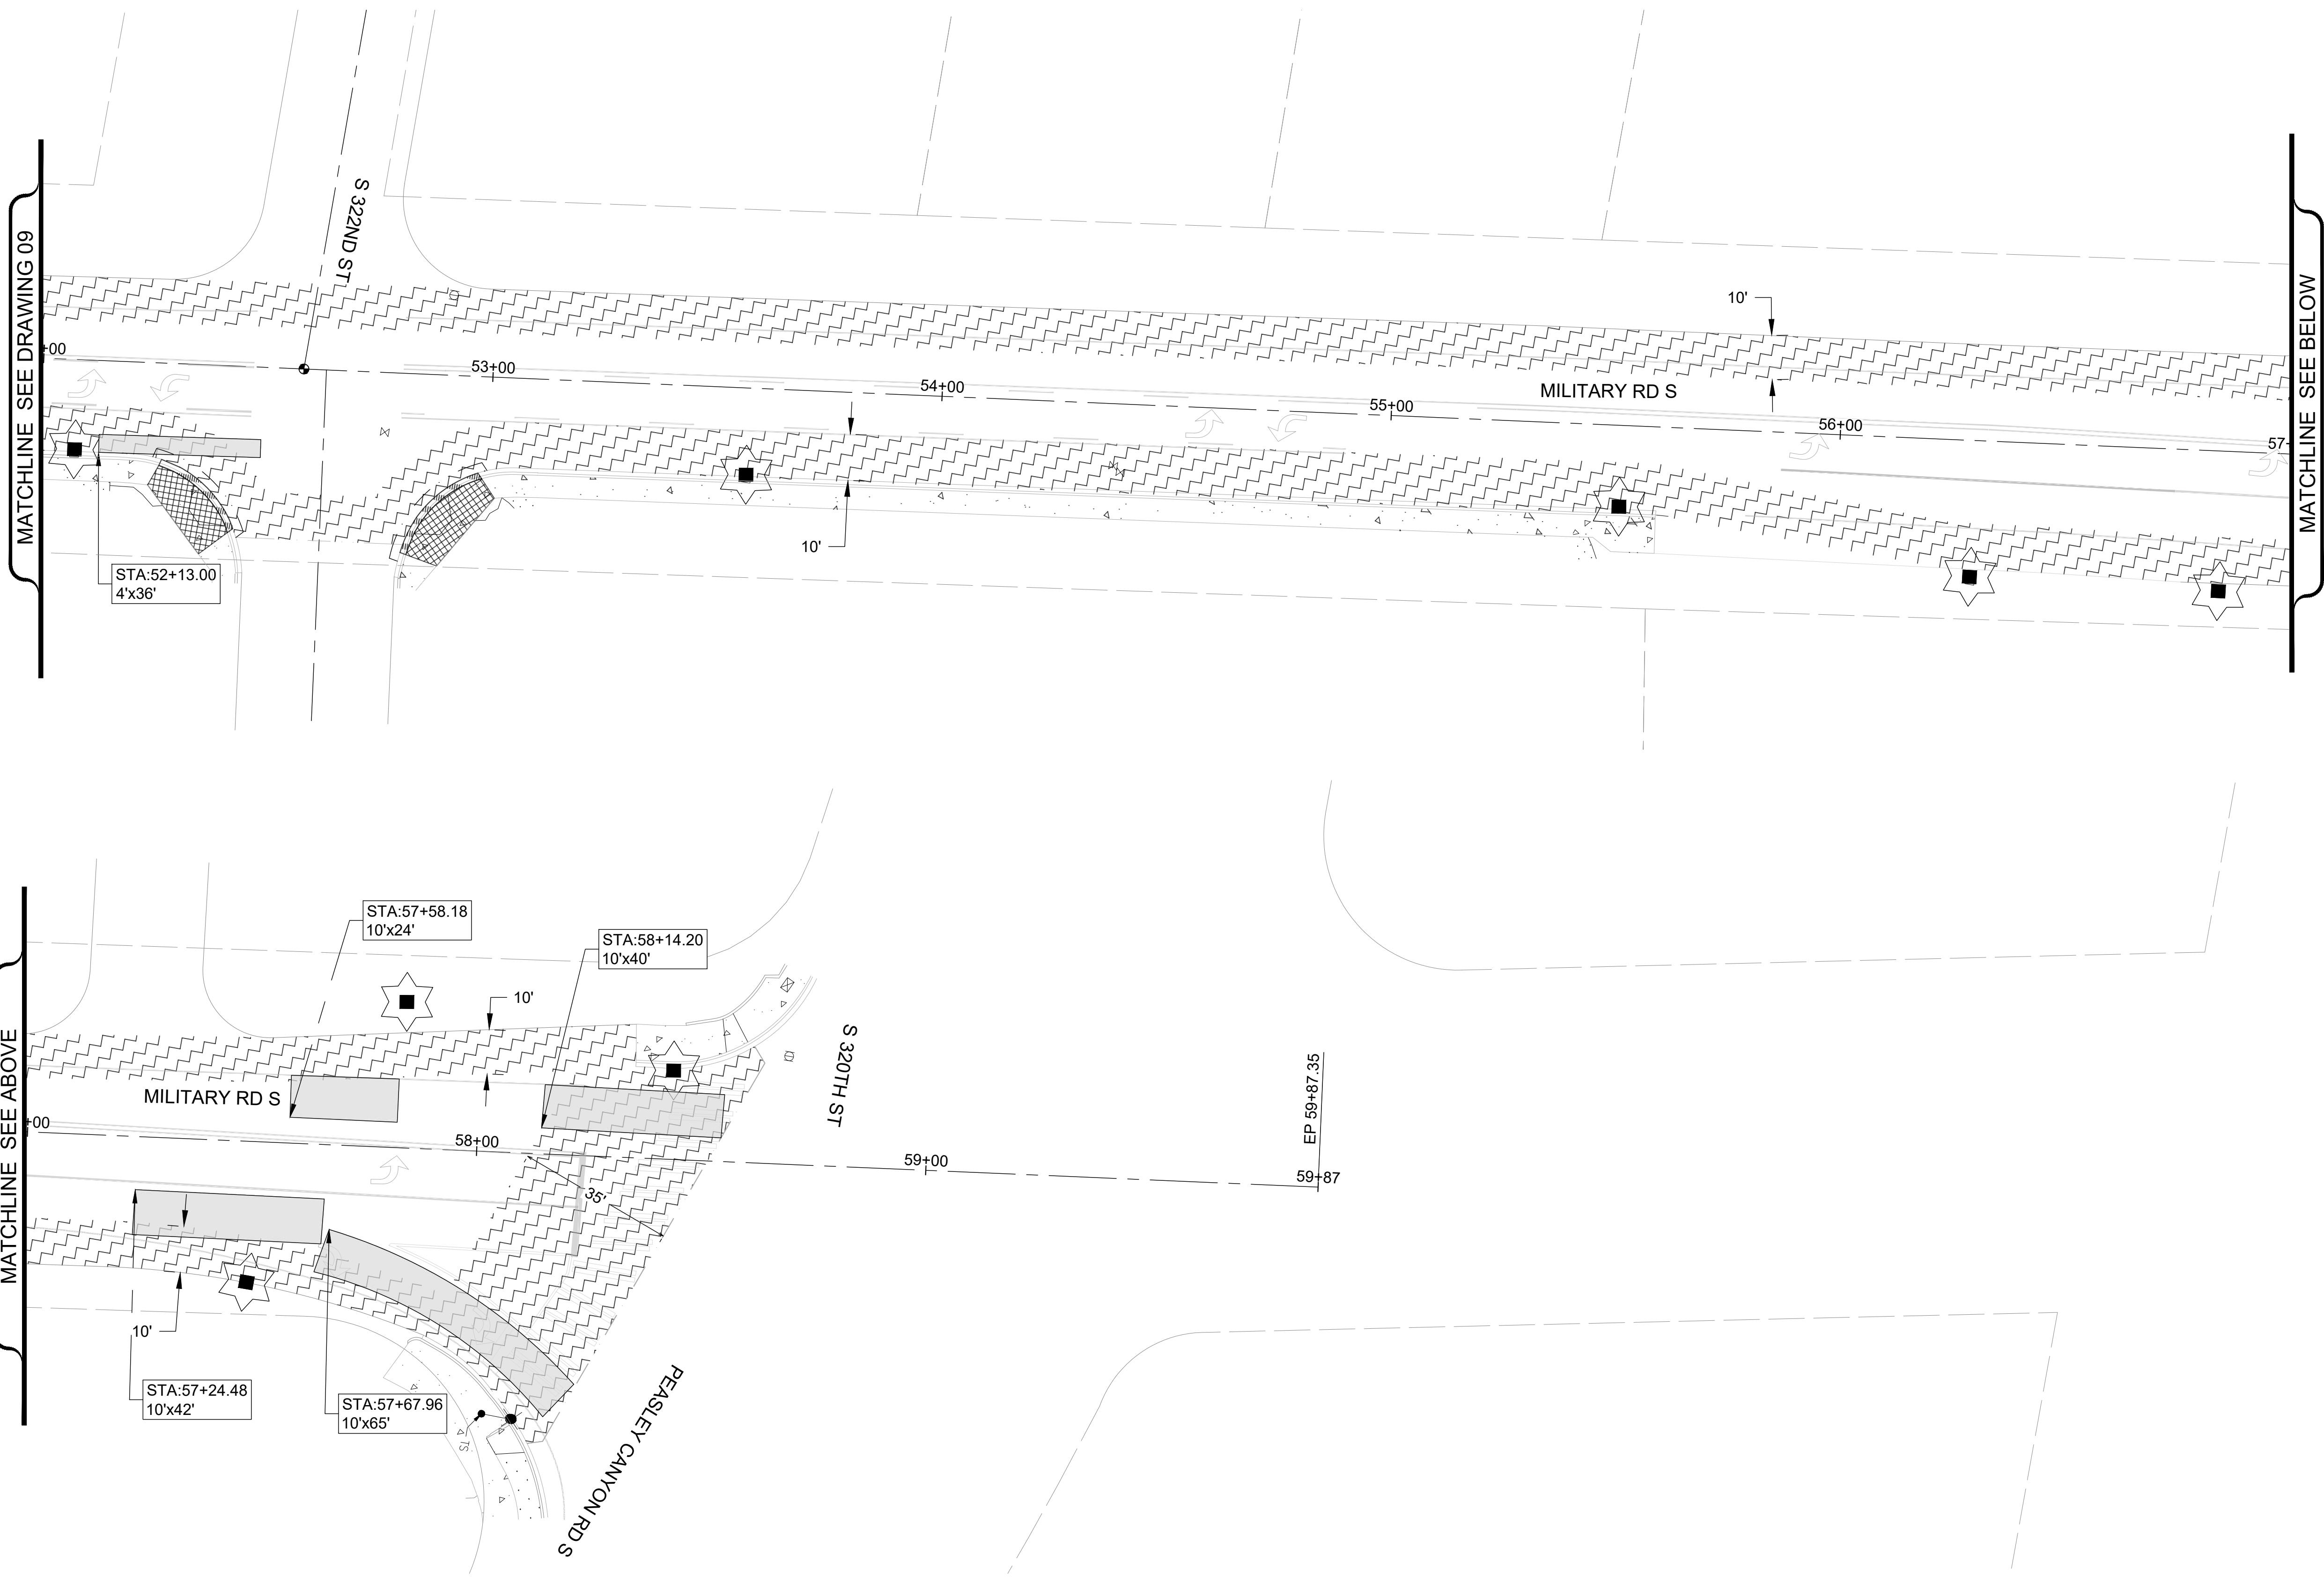 S 322ND ST
MATCHLINE SEE DRAWING 09
+00
53+00
54+00
55+00
56+00
57
10'
MILITARY RD S
10'
STA:52+13.00
4'x36'
MATCHLINE SEE BELOW
MATCHLINE SEE ABOVE
STA:57+58.18
10'x24'
STA:58+14.20
10'x40'
10'
MILITARY RD S
+00
58+00
59+00
59+87
EP 59+87.35
S 320TH ST
35'
10'
STA:57+24.48
10'x42'
STA:57+67.96
10'x65'
TS
PEASLEY CANYON RD S